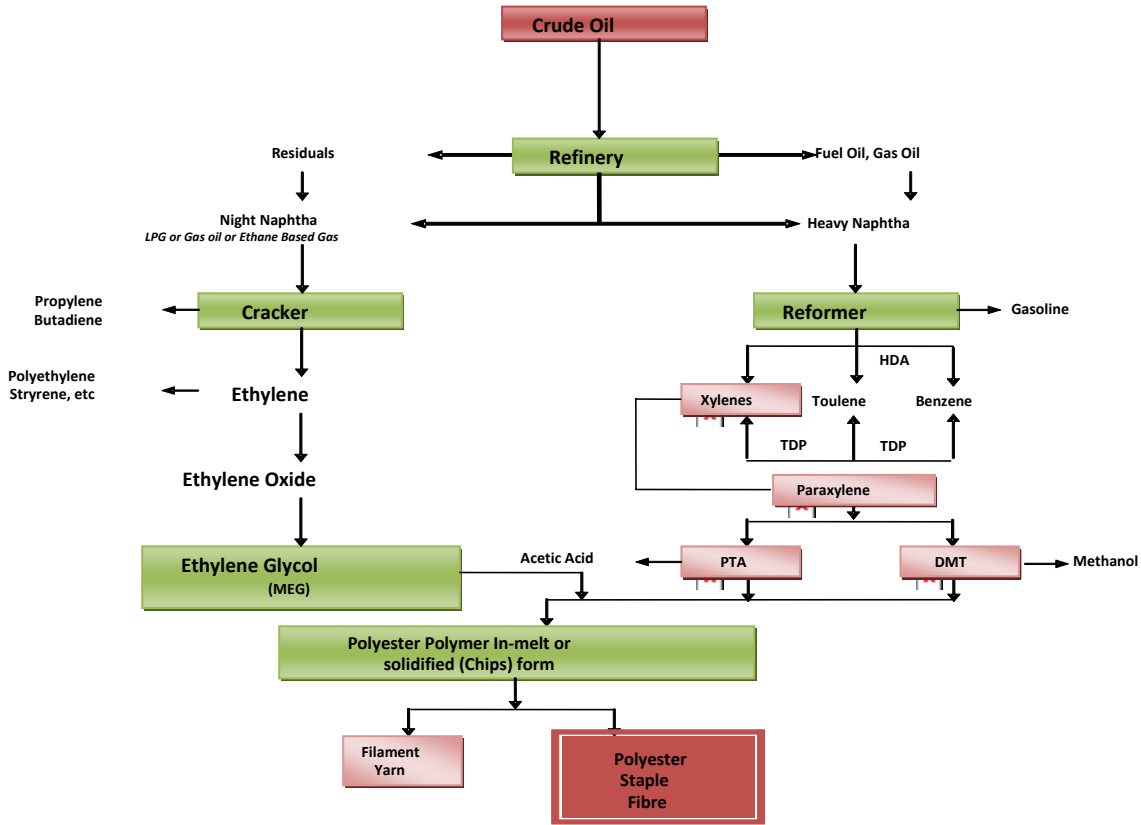 Crude Oil
Residuals
Refinery
Fuel Oil, Gas Oil
Night Naphtha
LPG or Gas oil or Ethane Based Gas
Heavy Naphtha
Propylene
Butadiene
Cracker
Reformer
Gasoline
HDA
Polyethylene
Stryrene, etc
Ethylene
Xylenes
Toulene
Benzene
TDP
TDP
Ethylene Oxide
Paraxylene
Ethylene Glycol
(MEG)
Acetic Acid
PTA
DMT
Methanol
Polyester Polymer In-melt or
solidified (Chips) form
Filament
Yarn
Polyester
Staple
Fibre